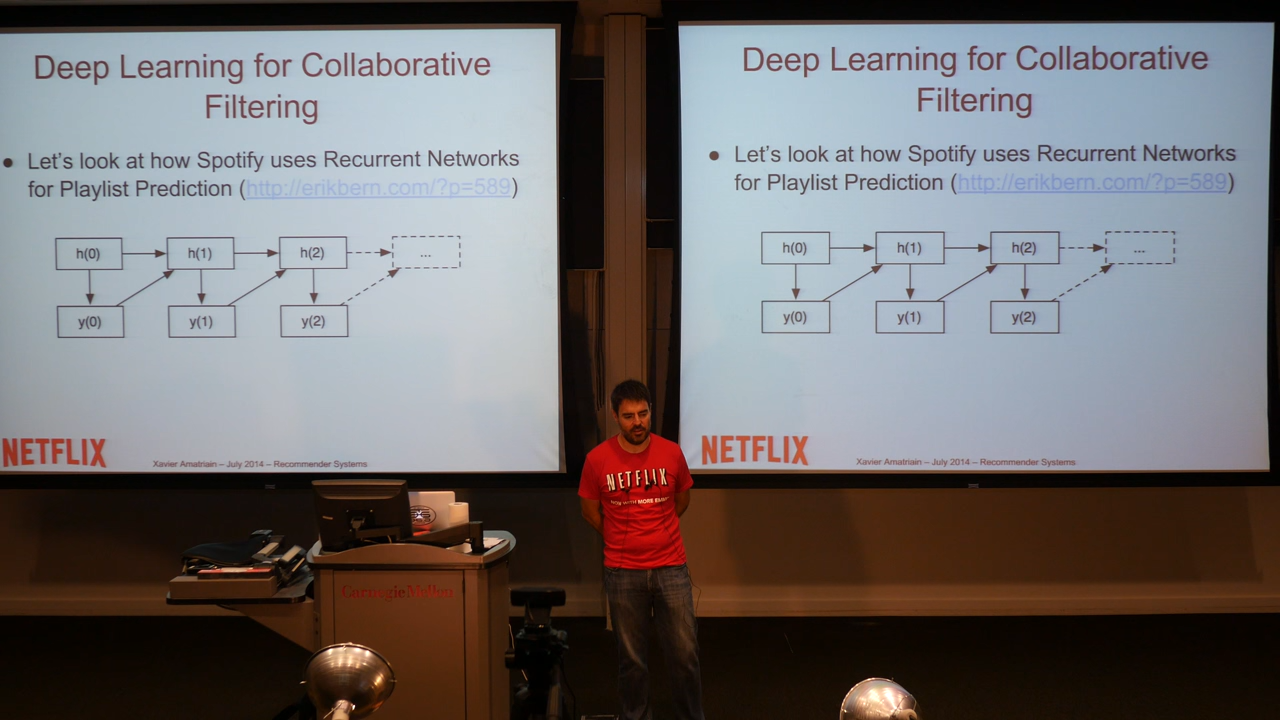 Deep Learning for Collaborative
Filtering
● Let's look at how Spotify uses Recurrent Networks
for Playlist Prediction (http://erikbern.com/?p=589)
h(0) h(1) h(2) ...
y(0) y(1) y(2)
NETFLIX
Xavier Amatriain – July 2014 – Recommender Systems
Deep Learning for Collaborative
Filtering
● Let's look at how Spotify uses Recurrent Networks
for Playlist Prediction (http://erikbern.com/?p=589)
h(0) h(1) h(2) ...
y(0) y(1) y(2)
NETFLIX
Xavier Amatriain – July 2014 – Recommender Systems
NETFLIX
NOW WITH MORE
Carnegie Mellon